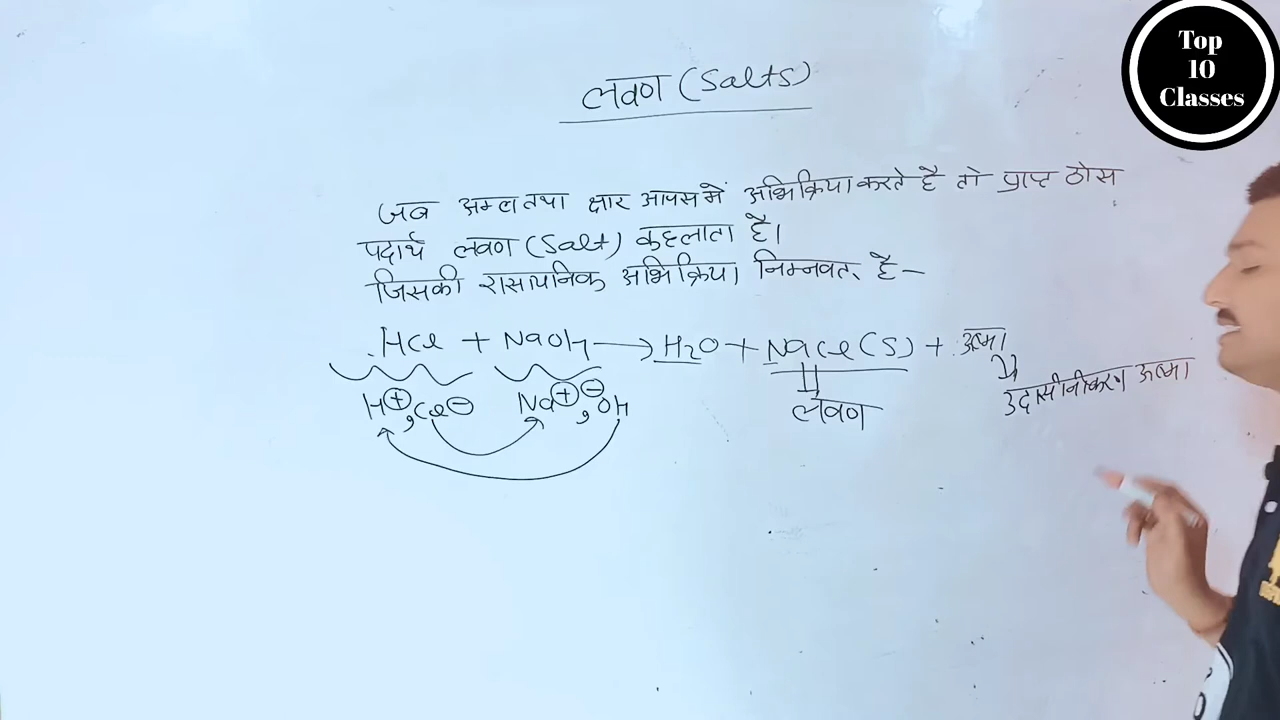 Top
10
Classes
लवण (Salts)
जब अम्ल तथा क्षार आपस में अभिक्रिया करते है तो प्राप्त ठोस
पदार्थ लवण (Salt) कहलाता है।
जिसकी रासायनिक अभिक्रिया निम्नवत् है -
HCl + NaOH → H2O + NaCl(S) + ऊष्मा
H⊕, Cl⊖ Na⊕, ⊖OH
लवण
उदासीनीकरण ऊष्मा